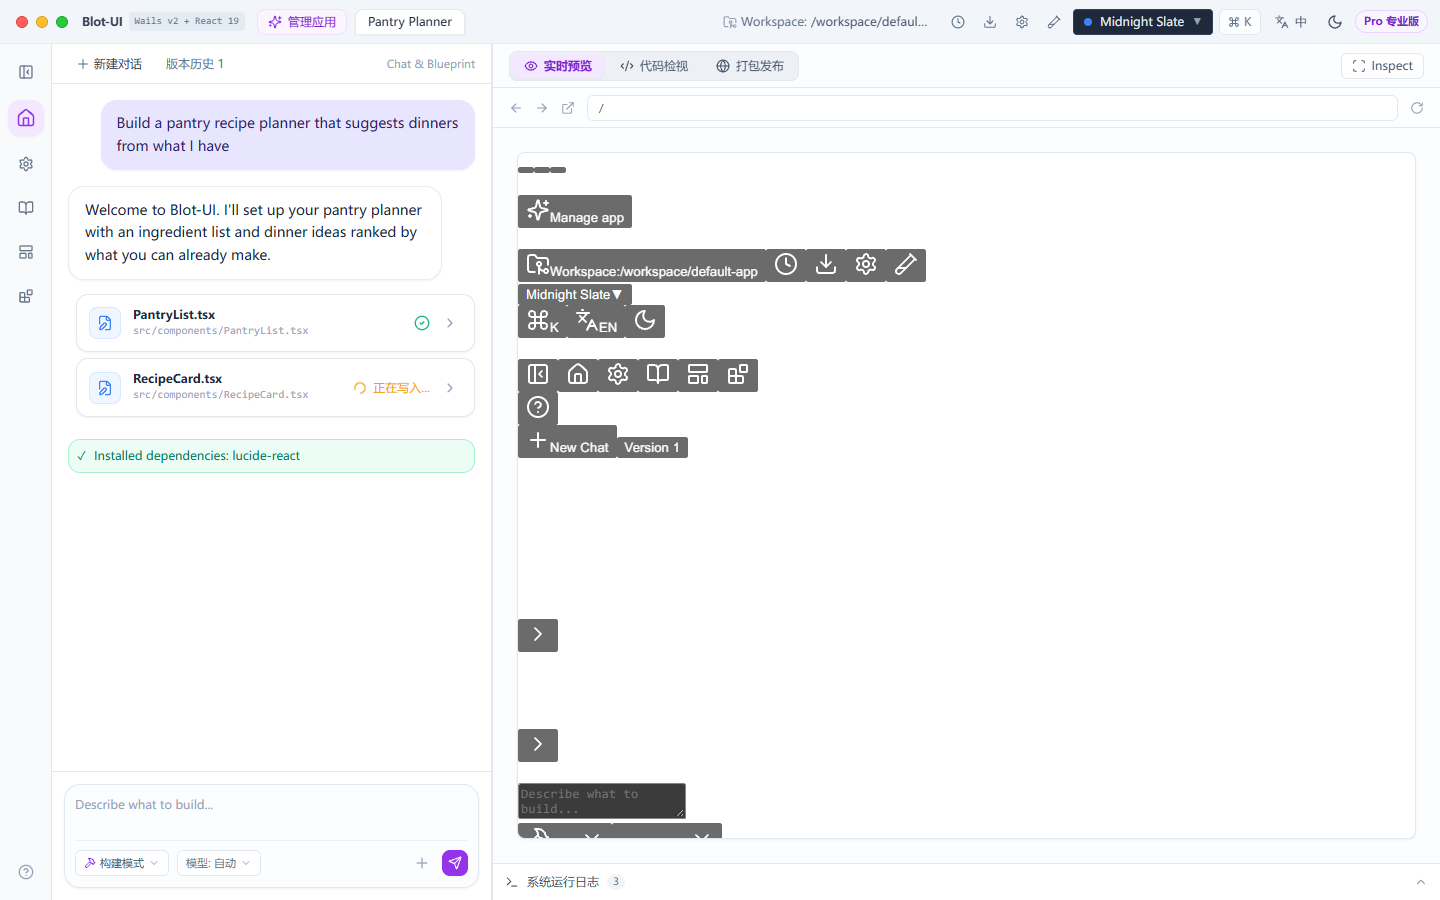 Blot-UI
Wails v2 + React 19
管理应用
Pantry Planner
Workspace: /workspace/defaul...
Midnight Slate ▼
⌘ K
中
Pro 专业版
新建对话
版本历史 1
Chat & Blueprint
Build a pantry recipe planner that suggests dinners
from what I have
Welcome to Blot-UI. I'll set up your pantry planner
with an ingredient list and dinner ideas ranked by
what you can already make.
PantryList.tsx
src/components/PantryList.tsx
RecipeCard.tsx
src/components/RecipeCard.tsx
正在写入...
✓ Installed dependencies: lucide-react
Describe what to build...
构建模式
模型: 自动
实时预览
代码检视
打包发布
Inspect
/
Manage app
Workspace:/workspace/default-app
Midnight Slate▼
K
EN
New Chat
Version 1
Describe what to
build...
系统运行日志
3